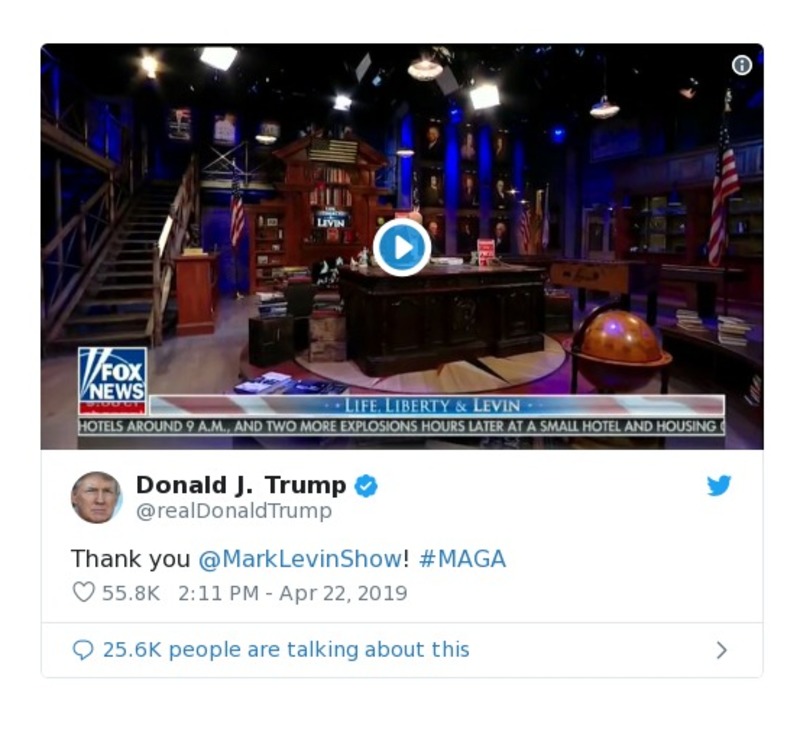 LEVIN
FOX
NEWS
LIFE, LIBERTY & LEVIN
HOTELS AROUND 9 A.M., AND TWO MORE EXPLOSIONS HOURS LATER AT A SMALL HOTEL AND HOUSING
Donald J. Trump
@realDonaldTrump
Thank you @MarkLevinShow! #MAGA
55.8K 2:11 PM - Apr 22, 2019
25.6K people are talking about this